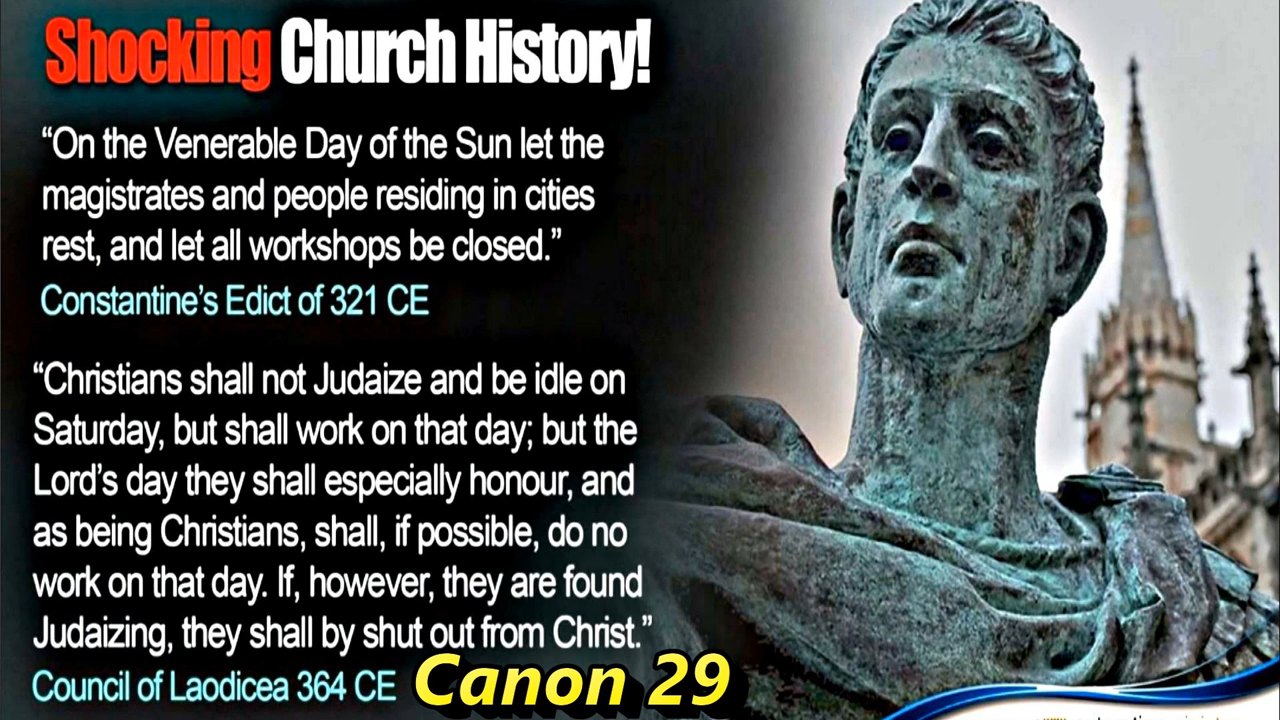 Shocking Church History!
“On the Venerable Day of the Sun let the
magistrates and people residing in cities
rest, and let all workshops be closed.”
Constantine’s Edict of 321 CE
“Christians shall not Judaize and be idle on
Saturday, but shall work on that day; but the
Lord’s day they shall especially honour, and
as being Christians, shall, if possible, do no
work on that day. If, however, they are found
Judaizing, they shall by shut out from Christ.”
Council of Laodicea 364 CE
Canon 29